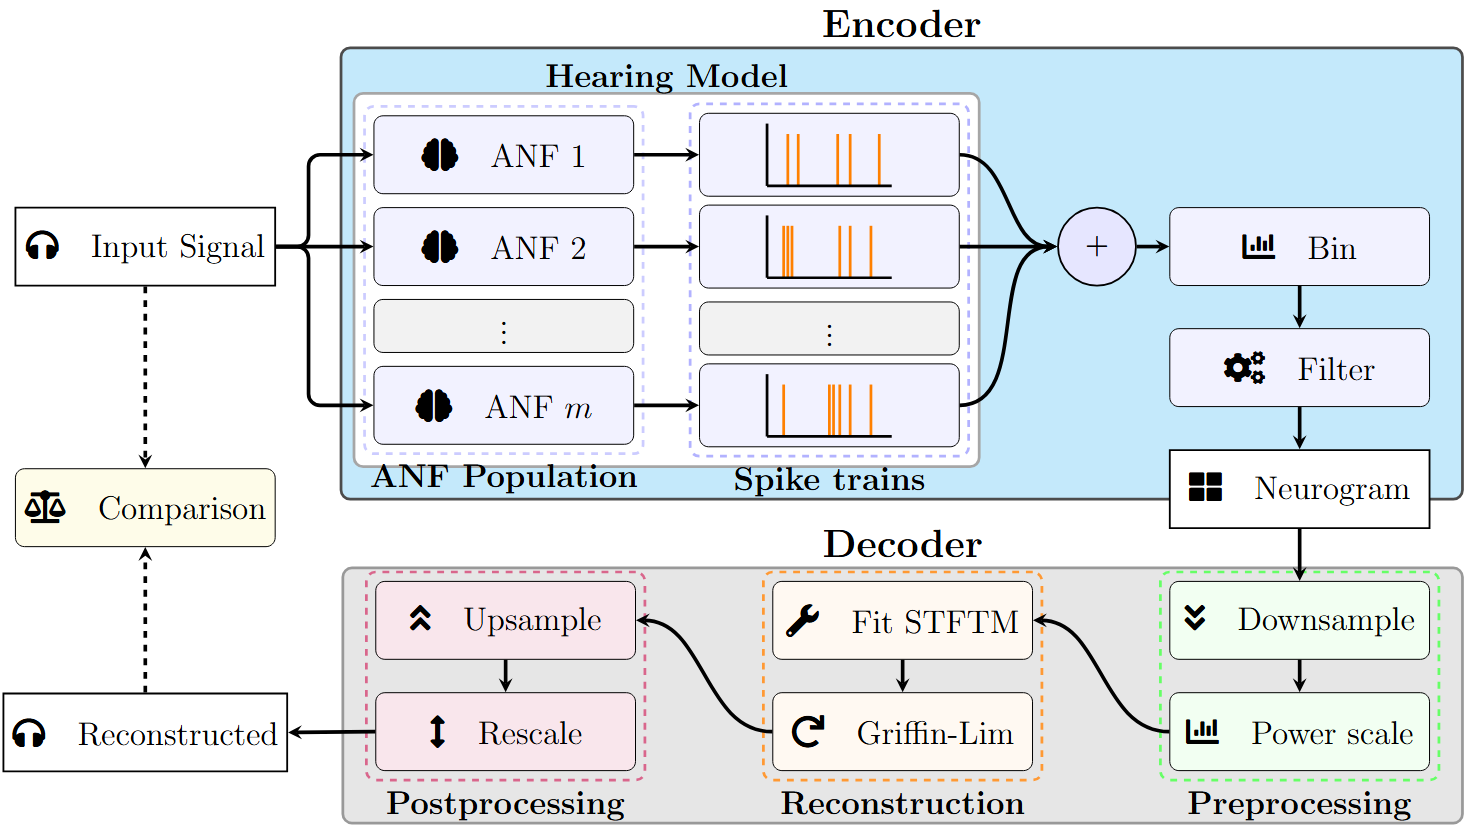 Encoder
Hearing Model
ANF 1
ANF 2
⋮
ANF m
ANF Population
⋮
Spike trains
Input Signal
+
Bin
Filter
Neurogram
Comparison
Decoder
Downsample
Power scale
Preprocessing
Fit STFTM
Griffin-Lim
Reconstruction
Upsample
Rescale
Postprocessing
Reconstructed